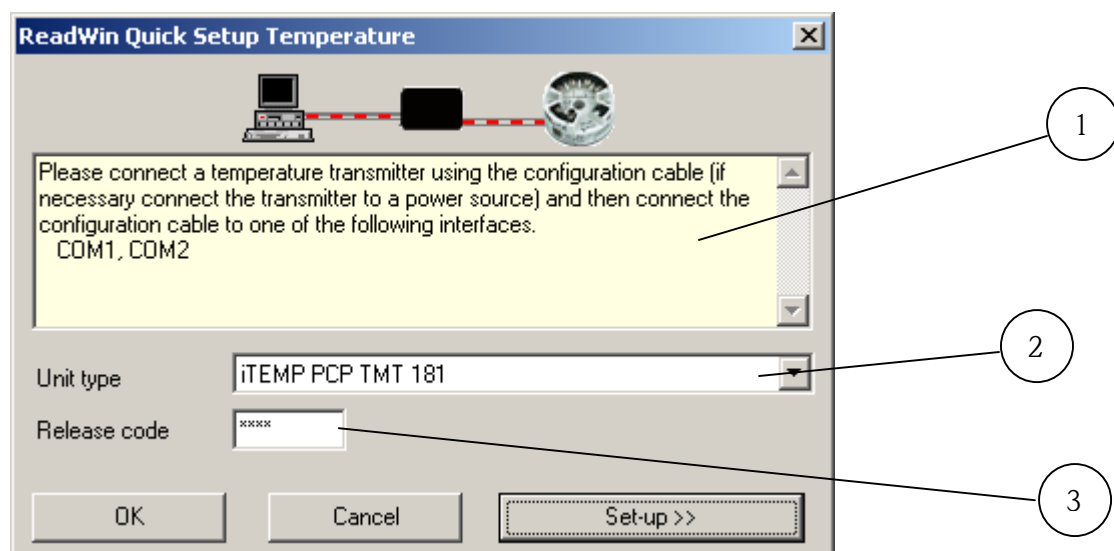 ReadWin Quick Setup Temperature
1
Please connect a temperature transmitter using the configuration cable (if
necessary connect the transmitter to a power source) and then connect the
configuration cable to one of the following interfaces.
COM1, COM2
2
Unit type iTEMP PCP TMT 181
Release code ****
3
OK Cancel Set-up >>